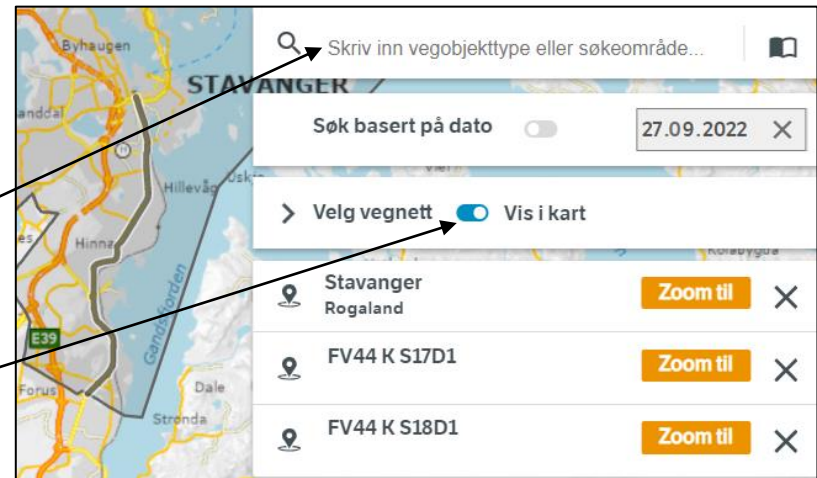 Byhaugen
STAVANGER
anddal
Hillevåg
Hinna
Gandsfjorden
E39
Forus
Dale
Stronda
Skriv inn vegobjekttype eller søkeområde...
Søk basert på dato
27.09.2022
Velg vegnett
Vis i kart
Stavanger
Rogaland
Zoom til
FV44 K S17D1
Zoom til
FV44 K S18D1
Zoom til